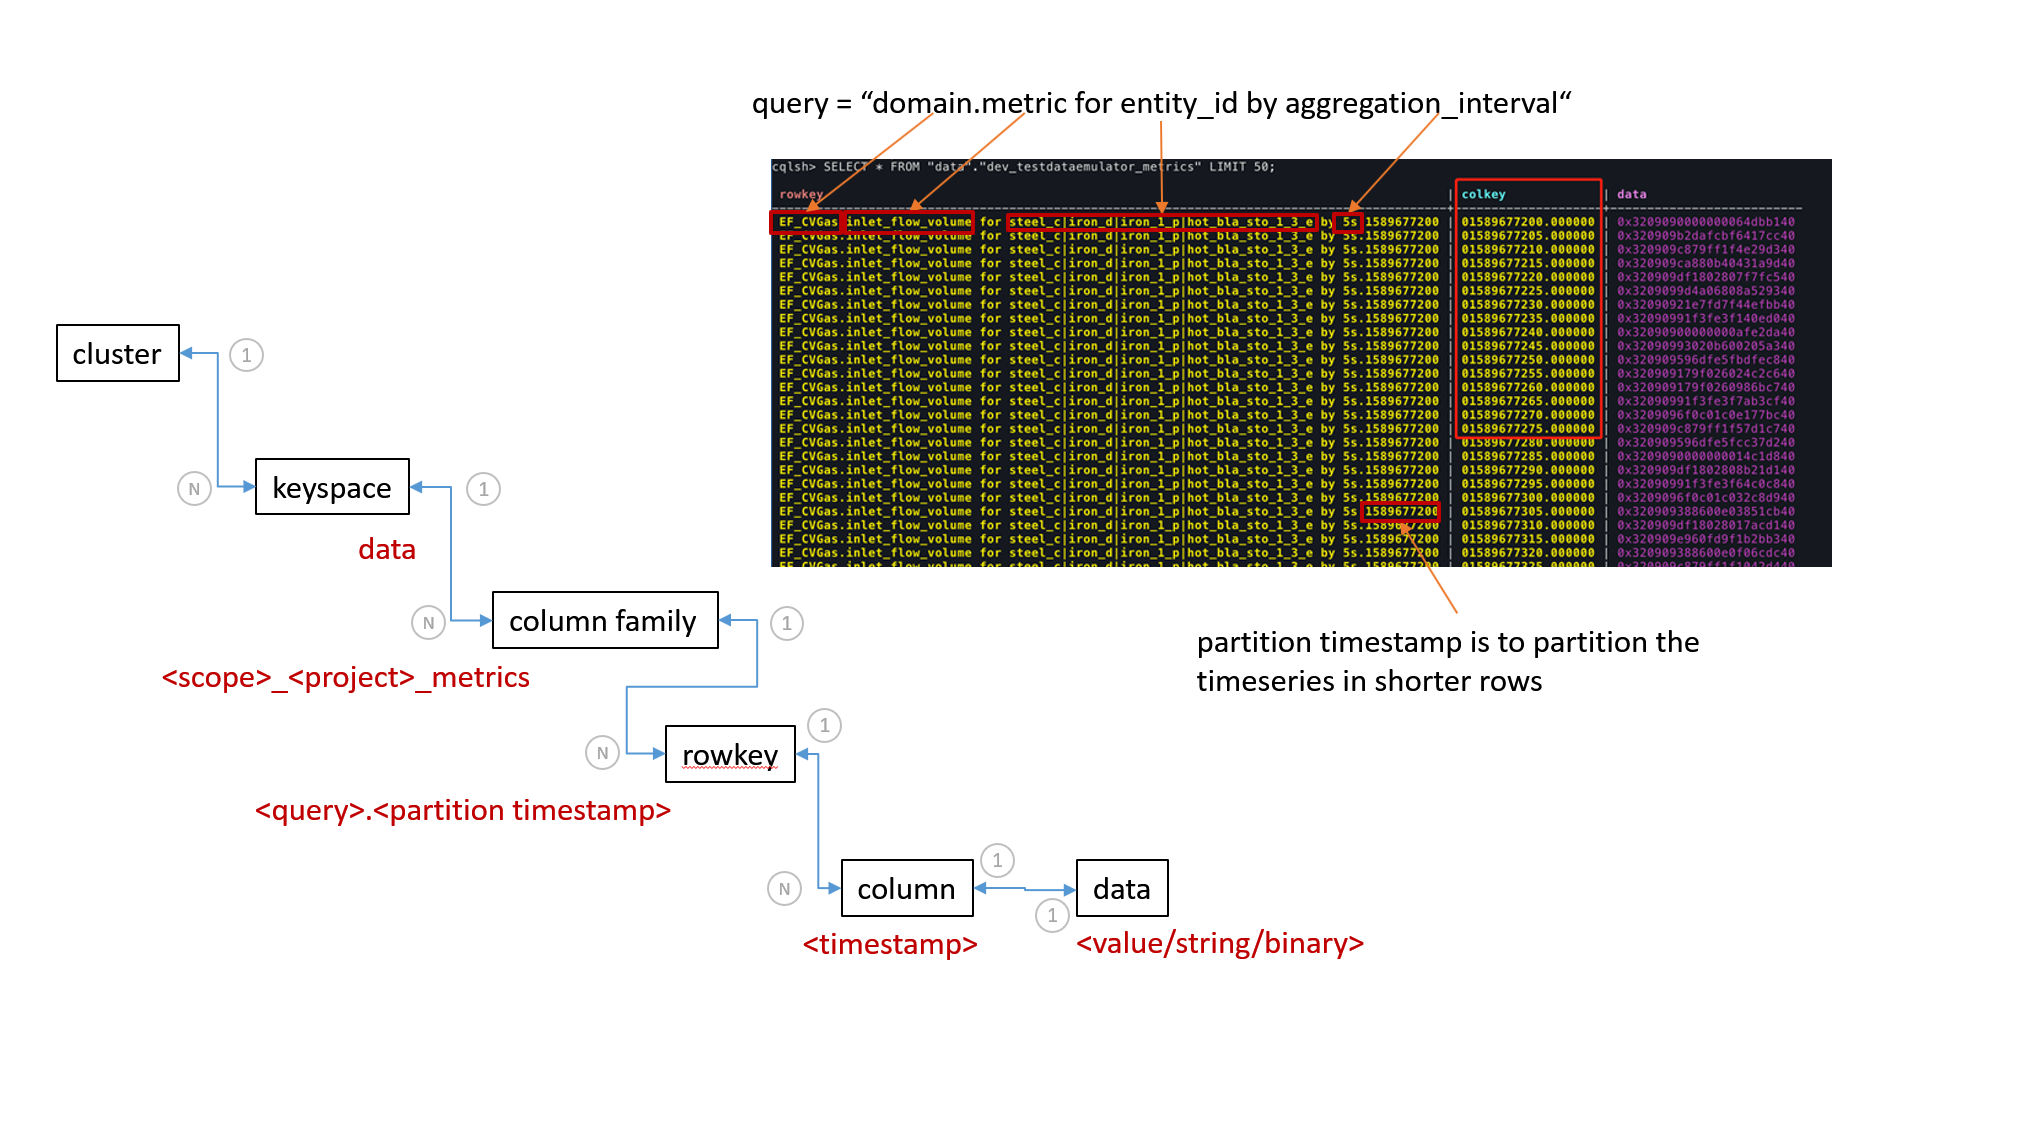 query = “domain.metric for entity_id by aggregation_interval“
cqlsh> SELECT * FROM "data"."dev_testdataemulator_metrics" LIMIT 50;
rowkey | colkey | data
EF_CVGas.inlet_flow_volume for steel_c|iron_d|iron_1_p|hot_bla_sto_1_3_e by 5s.1589677200 | 01589677200.000000 | 0x3209090000000064dbb140
EF_CVGas.inlet_flow_volume for steel_c|iron_d|iron_1_p|hot_bla_sto_1_3_e by 5s.1589677200 | 01589677205.000000 | 0x320909b2dafcbf6417cc40
EF_CVGas.inlet_flow_volume for steel_c|iron_d|iron_1_p|hot_bla_sto_1_3_e by 5s.1589677200 | 01589677210.000000 | 0x320909c879ff1f4e29d340
EF_CVGas.inlet_flow_volume for steel_c|iron_d|iron_1_p|hot_bla_sto_1_3_e by 5s.1589677200 | 01589677215.000000 | 0x320909ca880b40431a9d40
EF_CVGas.inlet_flow_volume for steel_c|iron_d|iron_1_p|hot_bla_sto_1_3_e by 5s.1589677200 | 01589677220.000000 | 0x320909df1802807f7fc540
EF_CVGas.inlet_flow_volume for steel_c|iron_d|iron_1_p|hot_bla_sto_1_3_e by 5s.1589677200 | 01589677225.000000 | 0x3209099d4a06808a529340
EF_CVGas.inlet_flow_volume for steel_c|iron_d|iron_1_p|hot_bla_sto_1_3_e by 5s.1589677200 | 01589677230.000000 | 0x32090921e7fd7f44efbb40
EF_CVGas.inlet_flow_volume for steel_c|iron_d|iron_1_p|hot_bla_sto_1_3_e by 5s.1589677200 | 01589677235.000000 | 0x32090991f3fe3f140ed040
EF_CVGas.inlet_flow_volume for steel_c|iron_d|iron_1_p|hot_bla_sto_1_3_e by 5s.1589677200 | 01589677240.000000 | 0x32090900000000afe2da40
EF_CVGas.inlet_flow_volume for steel_c|iron_d|iron_1_p|hot_bla_sto_1_3_e by 5s.1589677200 | 01589677245.000000 | 0x32090993020b600205a340
EF_CVGas.inlet_flow_volume for steel_c|iron_d|iron_1_p|hot_bla_sto_1_3_e by 5s.1589677200 | 01589677250.000000 | 0x320909596dfe5fbdfec840
EF_CVGas.inlet_flow_volume for steel_c|iron_d|iron_1_p|hot_bla_sto_1_3_e by 5s.1589677200 | 01589677255.000000 | 0x320909179f026024c2c640
EF_CVGas.inlet_flow_volume for steel_c|iron_d|iron_1_p|hot_bla_sto_1_3_e by 5s.1589677200 | 01589677260.000000 | 0x320909179f0260986bc740
EF_CVGas.inlet_flow_volume for steel_c|iron_d|iron_1_p|hot_bla_sto_1_3_e by 5s.1589677200 | 01589677265.000000 | 0x32090991f3fe3f7ab3cf40
EF_CVGas.inlet_flow_volume for steel_c|iron_d|iron_1_p|hot_bla_sto_1_3_e by 5s.1589677200 | 01589677270.000000 | 0x3209096f0c01c0e177bc40
EF_CVGas.inlet_flow_volume for steel_c|iron_d|iron_1_p|hot_bla_sto_1_3_e by 5s.1589677200 | 01589677275.000000 | 0x320909c879ff1f57d1c740
EF_CVGas.inlet_flow_volume for steel_c|iron_d|iron_1_p|hot_bla_sto_1_3_e by 5s.1589677200 | 01589677280.000000 | 0x320909596dfe5fcc37d240
EF_CVGas.inlet_flow_volume for steel_c|iron_d|iron_1_p|hot_bla_sto_1_3_e by 5s.1589677200 | 01589677285.000000 | 0x3209090000000014c1d840
EF_CVGas.inlet_flow_volume for steel_c|iron_d|iron_1_p|hot_bla_sto_1_3_e by 5s.1589677200 | 01589677290.000000 | 0x320909df1802808b21d140
EF_CVGas.inlet_flow_volume for steel_c|iron_d|iron_1_p|hot_bla_sto_1_3_e by 5s.1589677200 | 01589677295.000000 | 0x32090991f3fe3f64c0c840
EF_CVGas.inlet_flow_volume for steel_c|iron_d|iron_1_p|hot_bla_sto_1_3_e by 5s.1589677200 | 01589677300.000000 | 0x3209096f0c01c032c8d940
EF_CVGas.inlet_flow_volume for steel_c|iron_d|iron_1_p|hot_bla_sto_1_3_e by 5s.1589677200 | 01589677305.000000 | 0x320909388600e03851cb40
EF_CVGas.inlet_flow_volume for steel_c|iron_d|iron_1_p|hot_bla_sto_1_3_e by 5s.1589677200 | 01589677310.000000 | 0x320909df18028017acd140
EF_CVGas.inlet_flow_volume for steel_c|iron_d|iron_1_p|hot_bla_sto_1_3_e by 5s.1589677200 | 01589677315.000000 | 0x320909e960fd9f1b2bb340
EF_CVGas.inlet_flow_volume for steel_c|iron_d|iron_1_p|hot_bla_sto_1_3_e by 5s.1589677200 | 01589677320.000000 | 0x320909388600e0f06cdc40
EF_CVGas.inlet_flow_volume for steel_c|iron_d|iron_1_p|hot_bla_sto_1_3_e by 5s.1589677200 | 01589677325.000000 | 0x320909c879ff1f1042d440
partition timestamp is to partition the
timeseries in shorter rows
cluster
1
N
keyspace
1
data
N
column family
1
<scope>_<project>_metrics
N
rowkey
1
<query>.<partition timestamp>
N
column
1
1
data
<timestamp>
<value/string/binary>